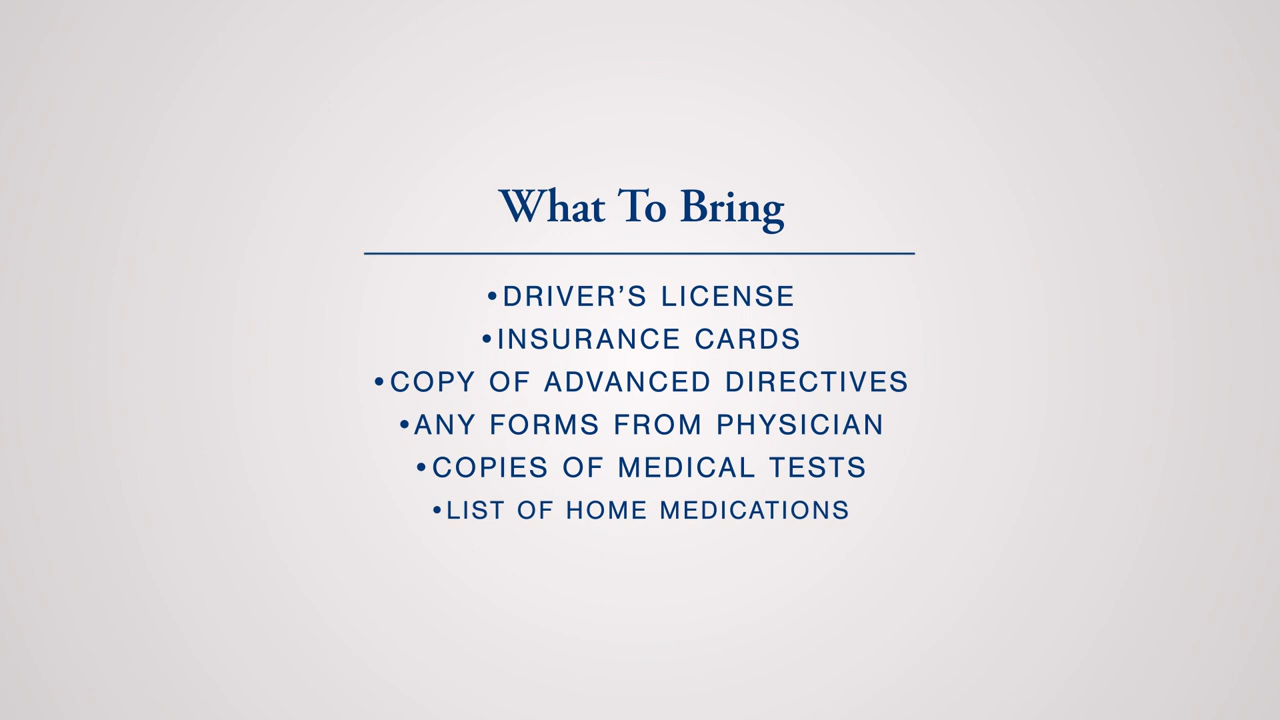 What To Bring
•DRIVER’S LICENSE
•INSURANCE CARDS
•COPY OF ADVANCED DIRECTIVES
•ANY FORMS FROM PHYSICIAN
•COPIES OF MEDICAL TESTS
•LIST OF HOME MEDICATIONS